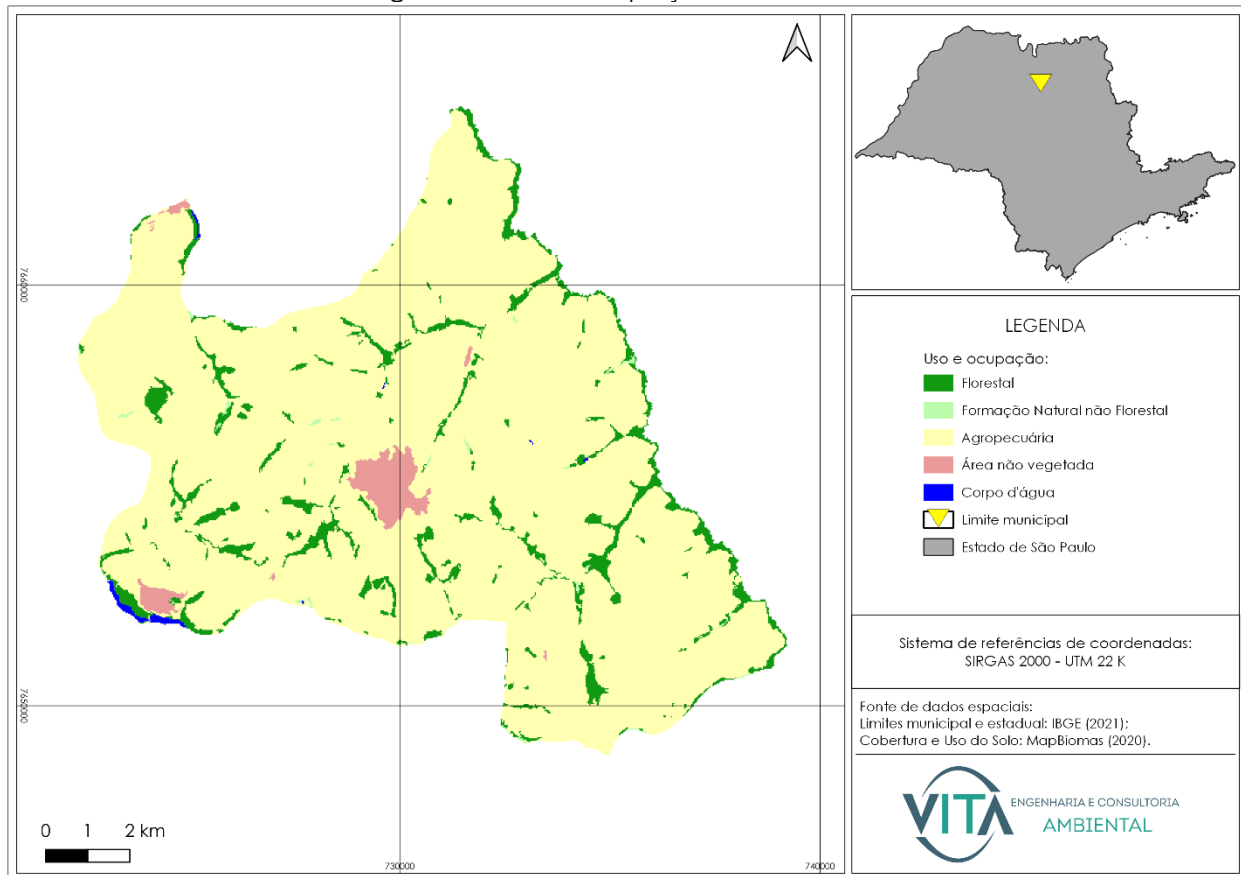 7660000
7650000
0 1 2 km
730000
740000
LEGENDA
Uso e ocupação:
Florestal
Formação Natural não Florestal
Agropecuária
Área não vegetada
Corpo d'água
Limite municipal
Estado de São Paulo
Sistema de referências de coordenadas:
SIRGAS 2000 - UTM 22 K
Fonte de dados espaciais:
Limites municipal e estadual: IBGE (2021);
Cobertura e Uso do Solo: MapBiomas (2020).
VITA
ENGENHARIA E CONSULTORIA
AMBIENTAL